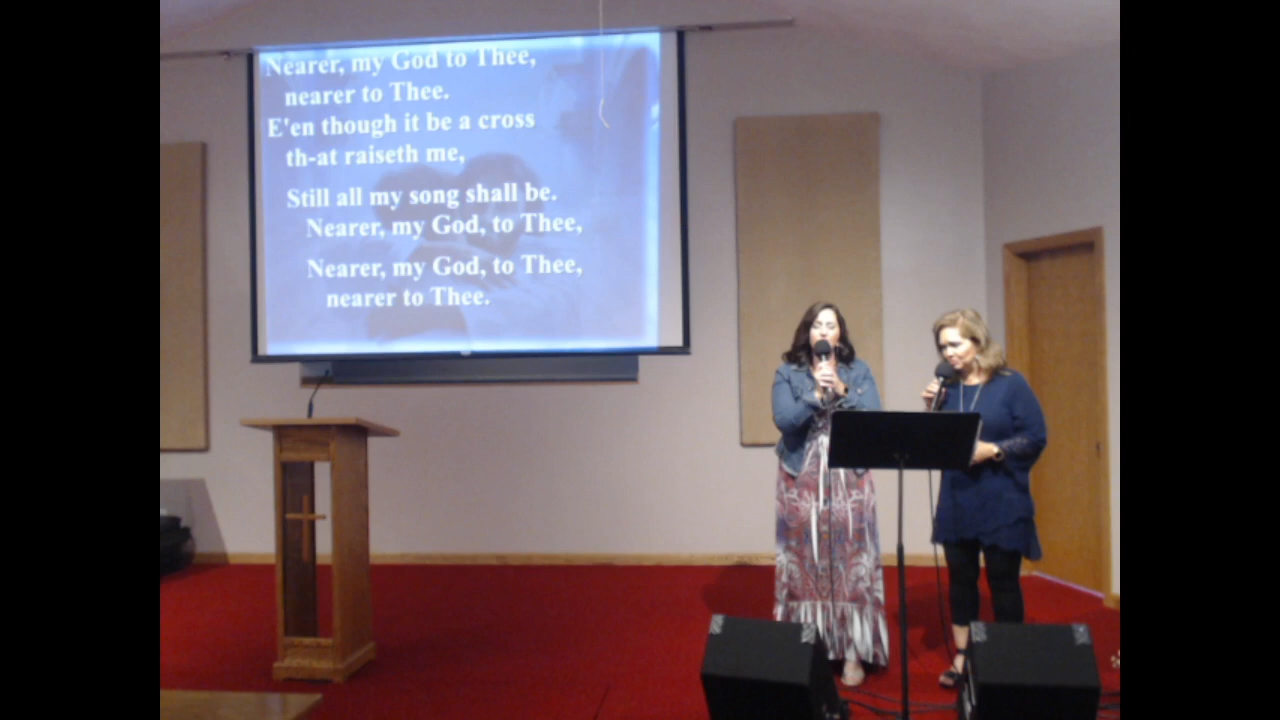 Nearer, my God to Thee,
nearer to Thee.
E'en though it be a cross
th-at raiseth me,
Still all my song shall be.
Nearer, my God, to Thee,
Nearer, my God, to Thee,
nearer to Thee.